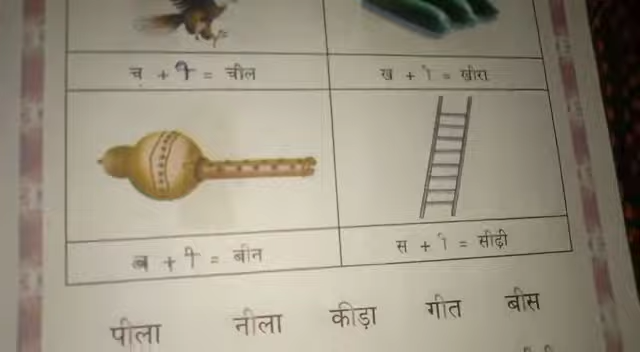 च + ी = चील
ख + ी = खीरा
ब + ी = बीन
स + ी = सीढ़ी
पीला नीला कीड़ा गीत बीस